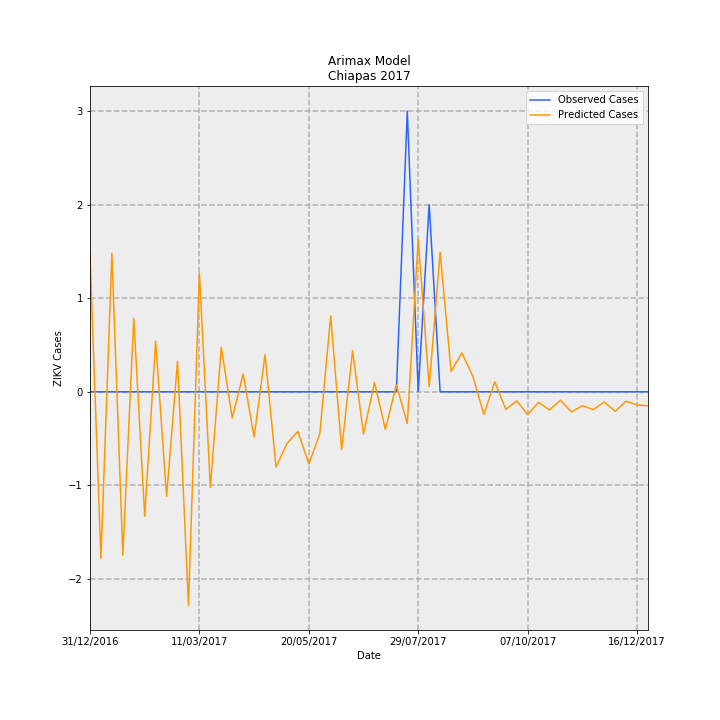 Arimax Model
Chiapas 2017
Observed Cases
Predicted Cases
ZIKV Cases
3
2
1
0
−1
−2
31/12/2016 11/03/2017 20/05/2017 29/07/2017 07/10/2017 16/12/2017
Date